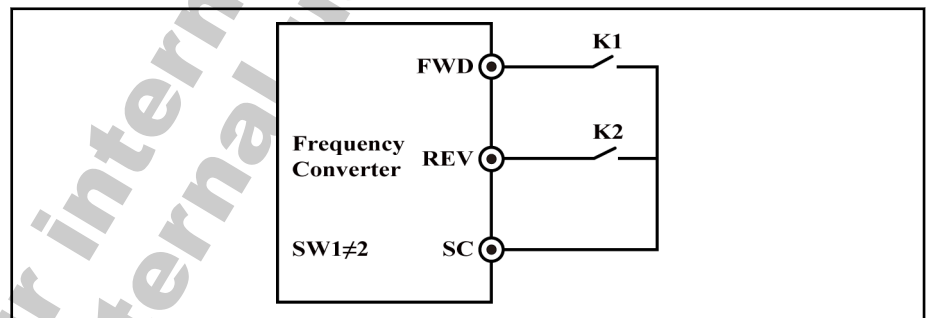 K1
FWD
K2
Frequency
Converter
REV
SW1≠2
SC